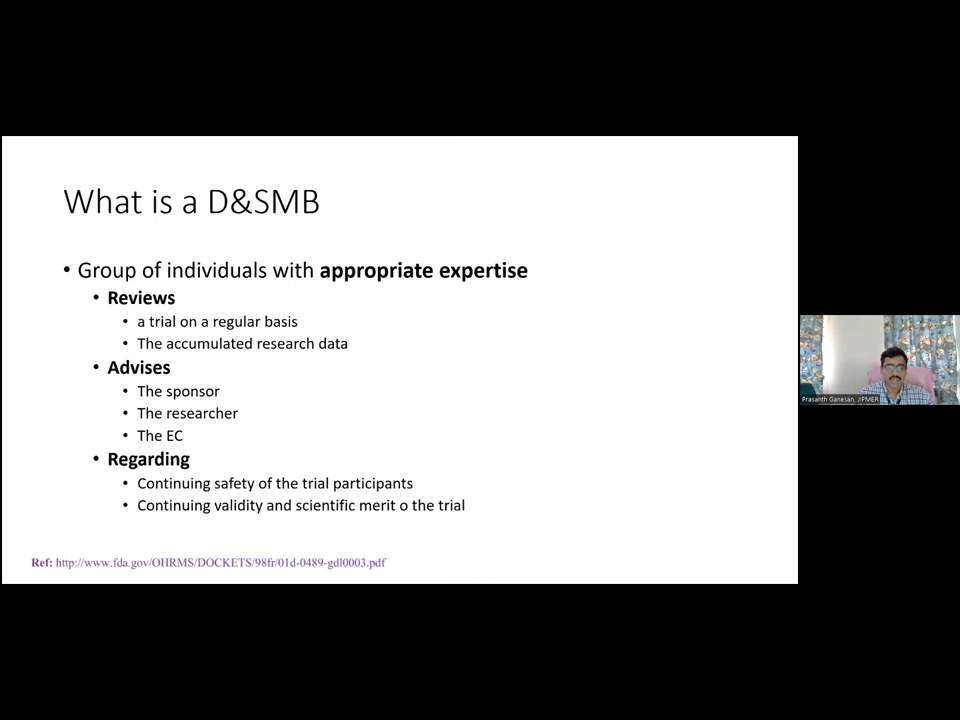 What is a D&SMB
• Group of individuals with appropriate expertise
• Reviews
• a trial on a regular basis
• The accumulated research data
• Advises
• The sponsor
• The researcher
• The EC
• Regarding
• Continuing safety of the trial participants
• Continuing validity and scientific merit o the trial
Ref: http://www.fda.gov/OHRMS/DOCKETS/98fr/01d-0489-gdl0003.pdf
Prasanth Ganesan, JIPMER